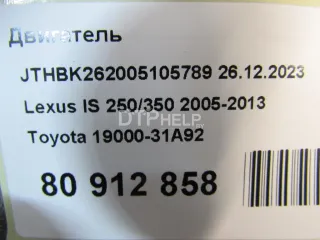 Двигатель
JTHBK262005105789 26.12.2023
Lexus IS 250/350 2005-2013
DTPHELP
Toyota 19000-31A92
80 912 858